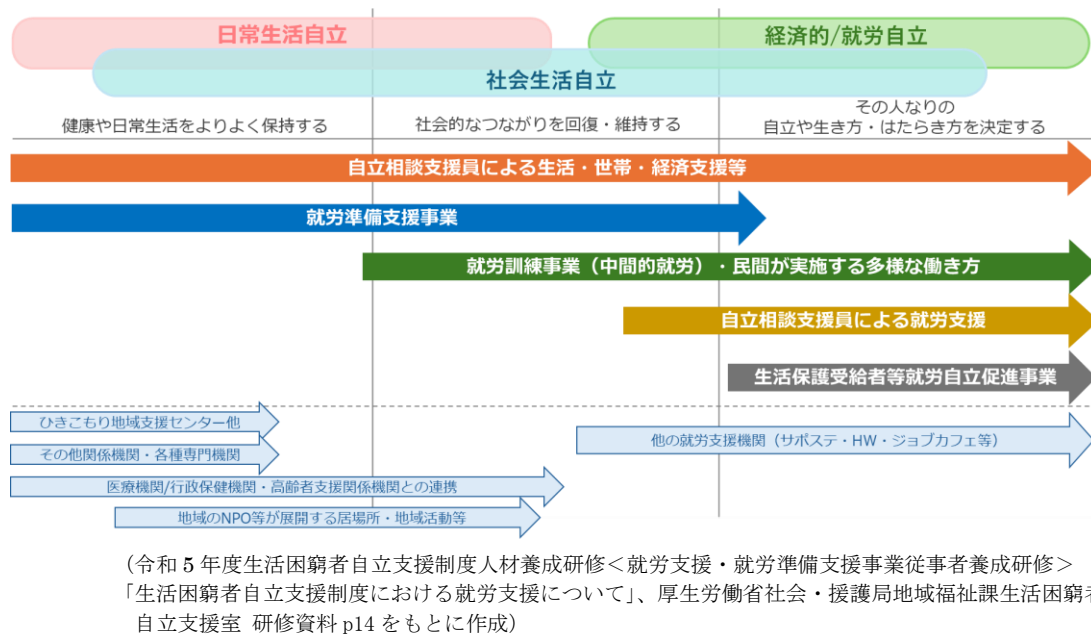 日常生活自立
経済的/就労自立
社会生活自立
健康や日常生活をよりよく保持する
社会的なつながりを回復・維持する
その人なりの
自立や生き方・はたらき方を決定する
自立相談支援員による生活・世帯・経済支援等
就労準備支援事業
就労訓練事業（中間的就労）・民間が実施する多様な働き方
自立相談支援員による就労支援
生活保護受給者等就労自立促進事業
ひきこもり地域支援センター他
他の就労支援機関（サポステ・HW・ジョブカフェ等）
その他関係機関・各種専門機関
医療機関/行政保健機関・高齢者支援関係機関との連携
地域のNPO等が展開する居場所・地域活動等
（令和５年度生活困窮者自立支援制度人材養成研修＜就労支援・就労準備支援事業従事者養成研修＞
「生活困窮者自立支援制度における就労支援について」、厚生労働省社会・援護局地域福祉課生活困窮者
自立支援室 研修資料 p14 をもとに作成）